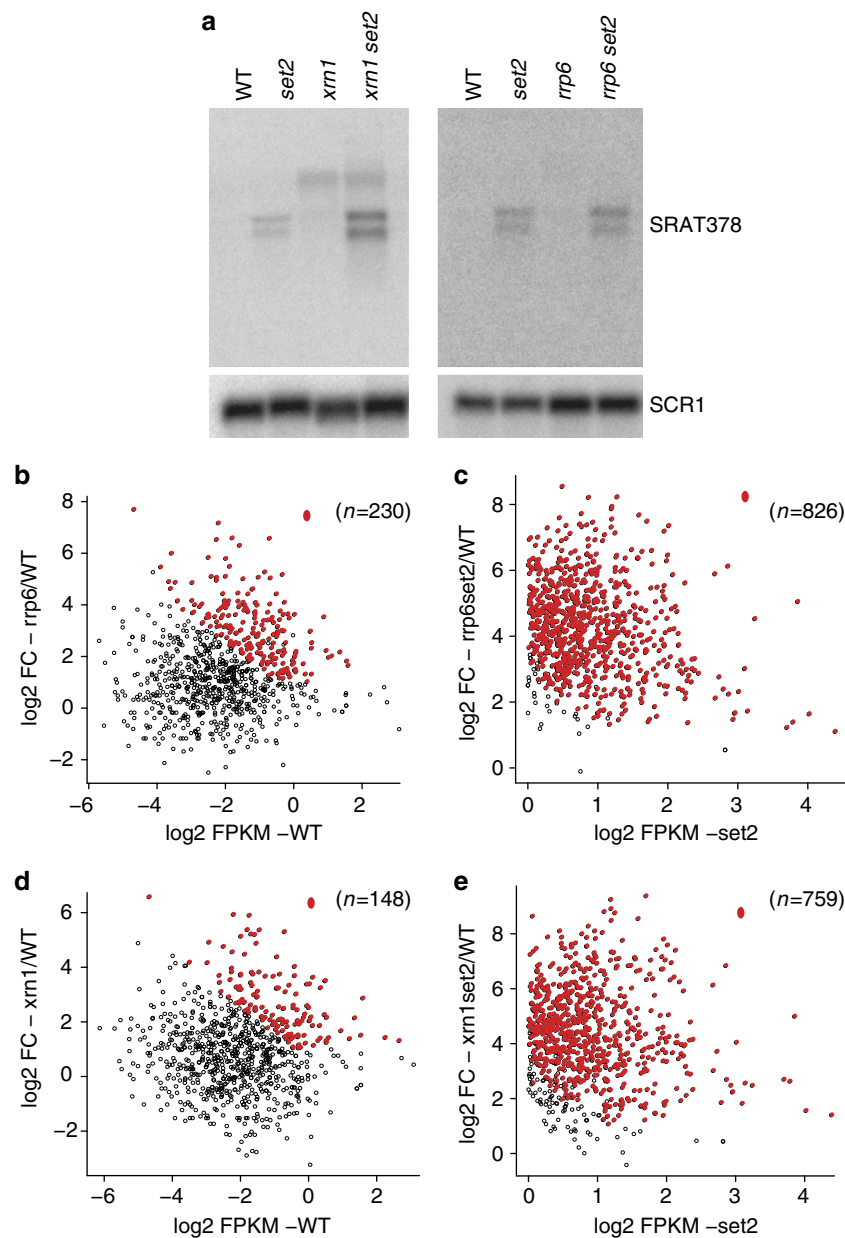 a
WT
set2
xrn1
xrn1 set2
WT
set2
rrp6
rrp6 set2
SRAT378
SCR1
b
(n=230)
log2 FC – rrp6/WT
8
6
4
2
0
−2
−6
−4
−2
0
2
log2 FPKM –WT
c
(n=826)
log2 FC – rrp6set2/WT
8
6
4
2
0
0
1
2
3
4
log2 FPKM –set2
d
(n=148)
log2 FC – xrn1/WT
6
4
2
0
−2
−6
−4
−2
0
2
log2 FPKM –WT
e
(n=759)
log2 FC – xrn1set2/WT
8
6
4
2
0
0
1
2
3
4
log2 FPKM –set2